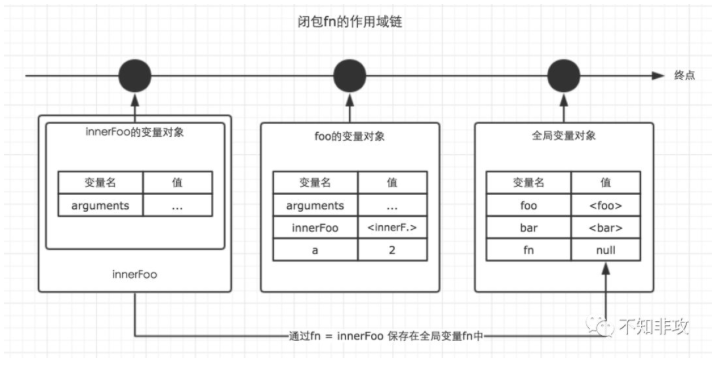 闭包fn的作用域链
终点
innerFoo的变量对象
变量名 值
arguments ...
innerFoo
foo的变量对象
变量名 值
arguments ...
innerFoo <innerF.>
a 2
全局变量对象
变量名 值
foo <foo>
bar <bar>
fn null
通过fn = innerFoo 保存在全局变量fn中
不知非攻